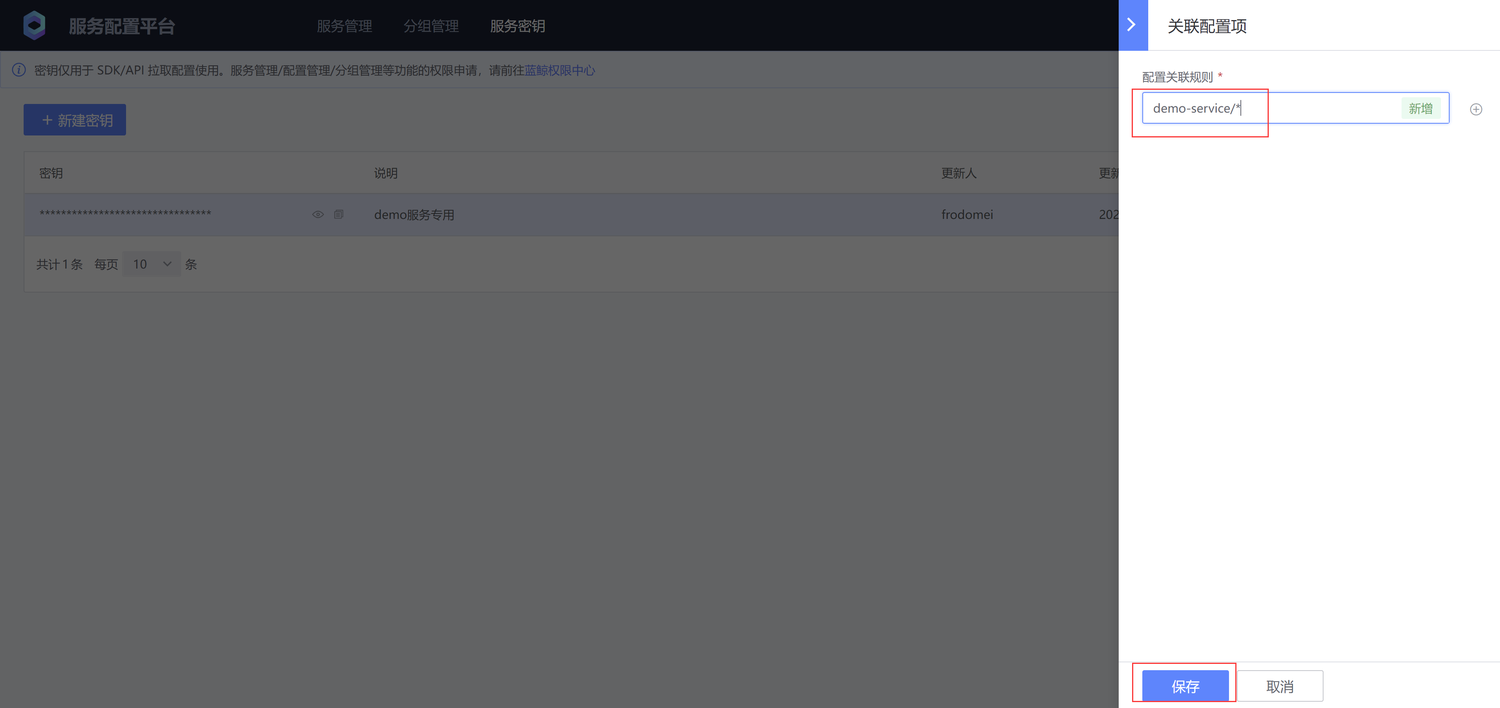 服务配置平台 服务管理 分组管理 服务密钥
关联配置项
密钥仅用于 SDK/API 拉取配置使用。服务管理/配置管理/分组管理等功能的权限申请，请前往蓝鲸权限中心
配置关联规则 *
demo-service/* 新增
+ 新建密钥
密钥 说明 更新人 更新
******************************** demo服务专用 frodomei 202
共计 1 条 每页 10 条
保存 取消